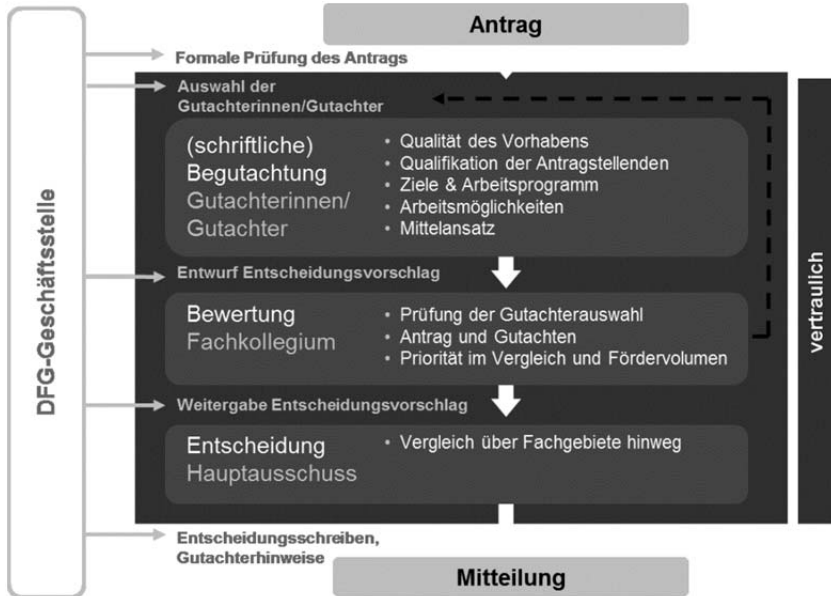 Antrag
Formale Prüfung des Antrags
Auswahl der
Gutachterinnen/Gutachter
(schriftliche)
Begutachtung
Gutachterinnen/
Gutachter
• Qualität des Vorhabens
• Qualifikation der Antragstellenden
• Ziele & Arbeitsprogramm
• Arbeitsmöglichkeiten
• Mittelansatz
Entwurf Entscheidungsvorschlag
Bewertung
Fachkollegium
• Prüfung der Gutachterauswahl
• Antrag und Gutachten
• Priorität im Vergleich und Fördervolumen
Weitergabe Entscheidungsvorschlag
Entscheidung
Hauptausschuss
• Vergleich über Fachgebiete hinweg
Entscheidungsschreiben,
Gutachterhinweise
Mitteilung
DFG-Geschäftsstelle
vertraulich